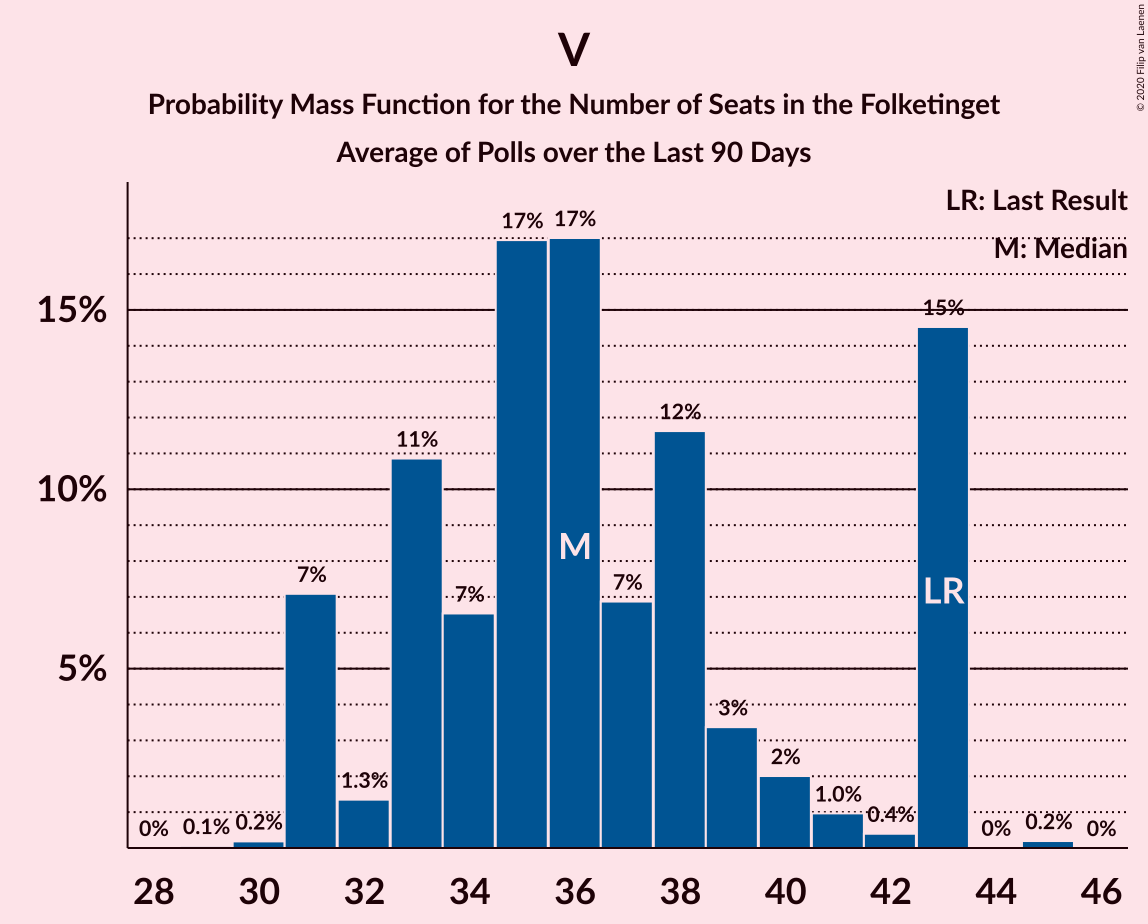 © 2020 Filip van Laenen
V
Probability Mass Function for the Number of Seats in the Folketinget
Average of Polls over the Last 90 Days
LR: Last Result
M: Median
17% 17%
15%
15%
12%
11%
10%
M
7%
7%
7%
LR
5%
3%
2%
1.3%
1.0%
0.4%
0% 0.1% 0.2%
0% 0.2% 0%
28 30 32 34 36 38 40 42 44 46